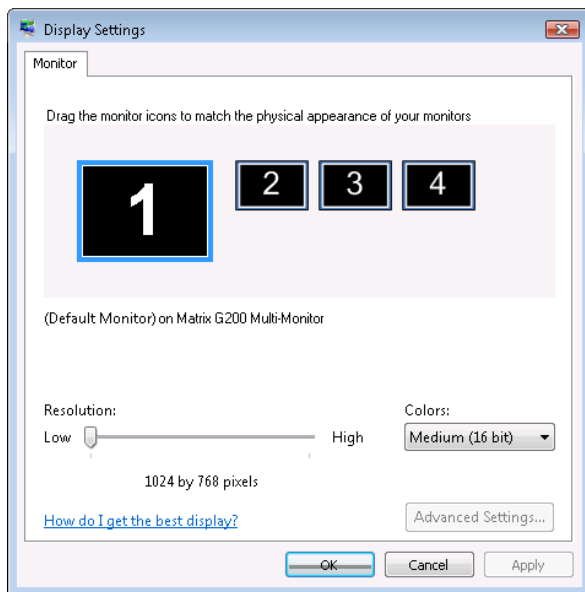 Display Settings
Monitor
Drag the monitor icons to match the physical appearance of your monitors
1 2 3 4
(Default Monitor) on Matrix G200 Multi-Monitor
Resolution: Colors:
Low High Medium (16 bit)
1024 by 768 pixels
How do I get the best display? Advanced Settings...
OK Cancel Apply